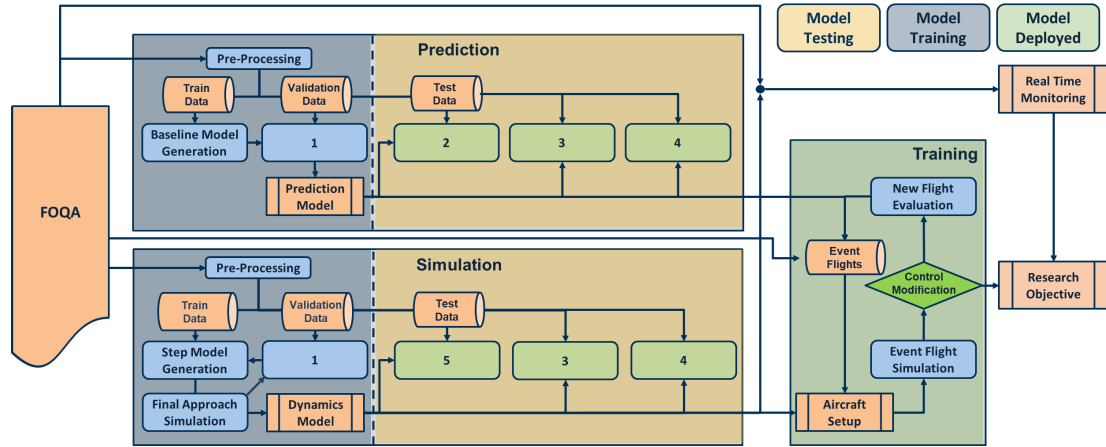 Model
Testing
Model
Training
Model
Deployed
Prediction
Pre-Processing
Train
Data
Validation
Data
Test
Data
Real Time
Monitoring
Baseline Model
Generation
1
2
3
4
Training
Prediction
Model
New Flight
Evaluation
FOQA
Event
Flights
Simulation
Pre-Processing
Control
Modification
Research
Objective
Train
Data
Validation
Data
Test
Data
Step Model
Generation
1
5
3
4
Event Flight
Simulation
Final Approach
Simulation
Dynamics
Model
Aircraft
Setup